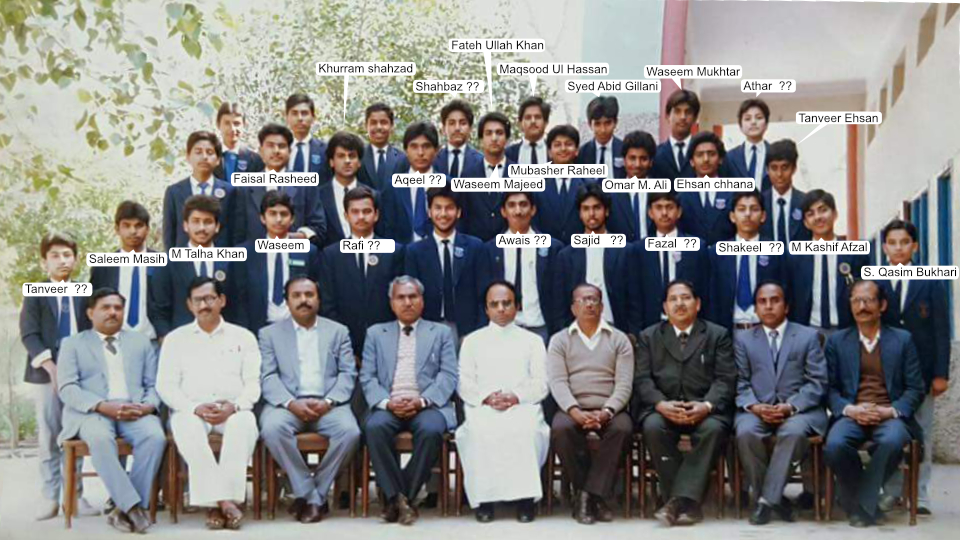 Fateh Ullah Khan
Khurram shahzad
Maqsood Ul Hassan
Waseem Mukhtar
Shahbaz ??
Syed Abid Gillani
Athar ??
Tanveer Ehsan
Mubasher Raheel
Faisal Rasheed
Aqeel ??
Waseem Majeed
Omar M. Ali
Ehsan chhana
Saleem Masih
M Talha Khan
Waseem
Rafi ??
Awais ??
Sajid ??
Fazal ??
Shakeel ??
M Kashif Afzal
S. Qasim Bukhari
Tanveer ??